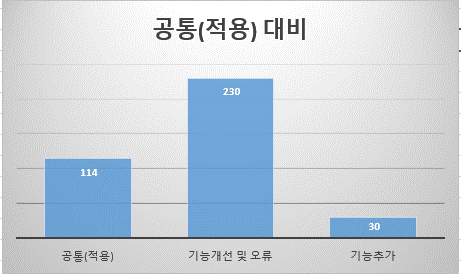 공통(적용) 대비
230
114
30
공통(적용)
기능개선 및 오류
기능추가